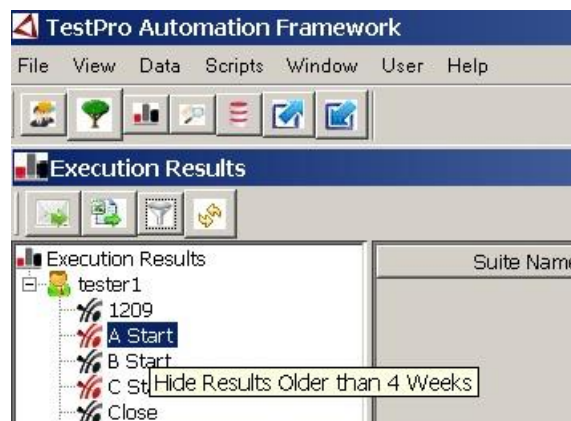 TestPro Automation Framework
File View Data Scripts Window User Help
Execution Results
Execution Results
Suite Name
tester1
1209
A Start
B Start
C St
Hide Results Older than 4 Weeks
Close